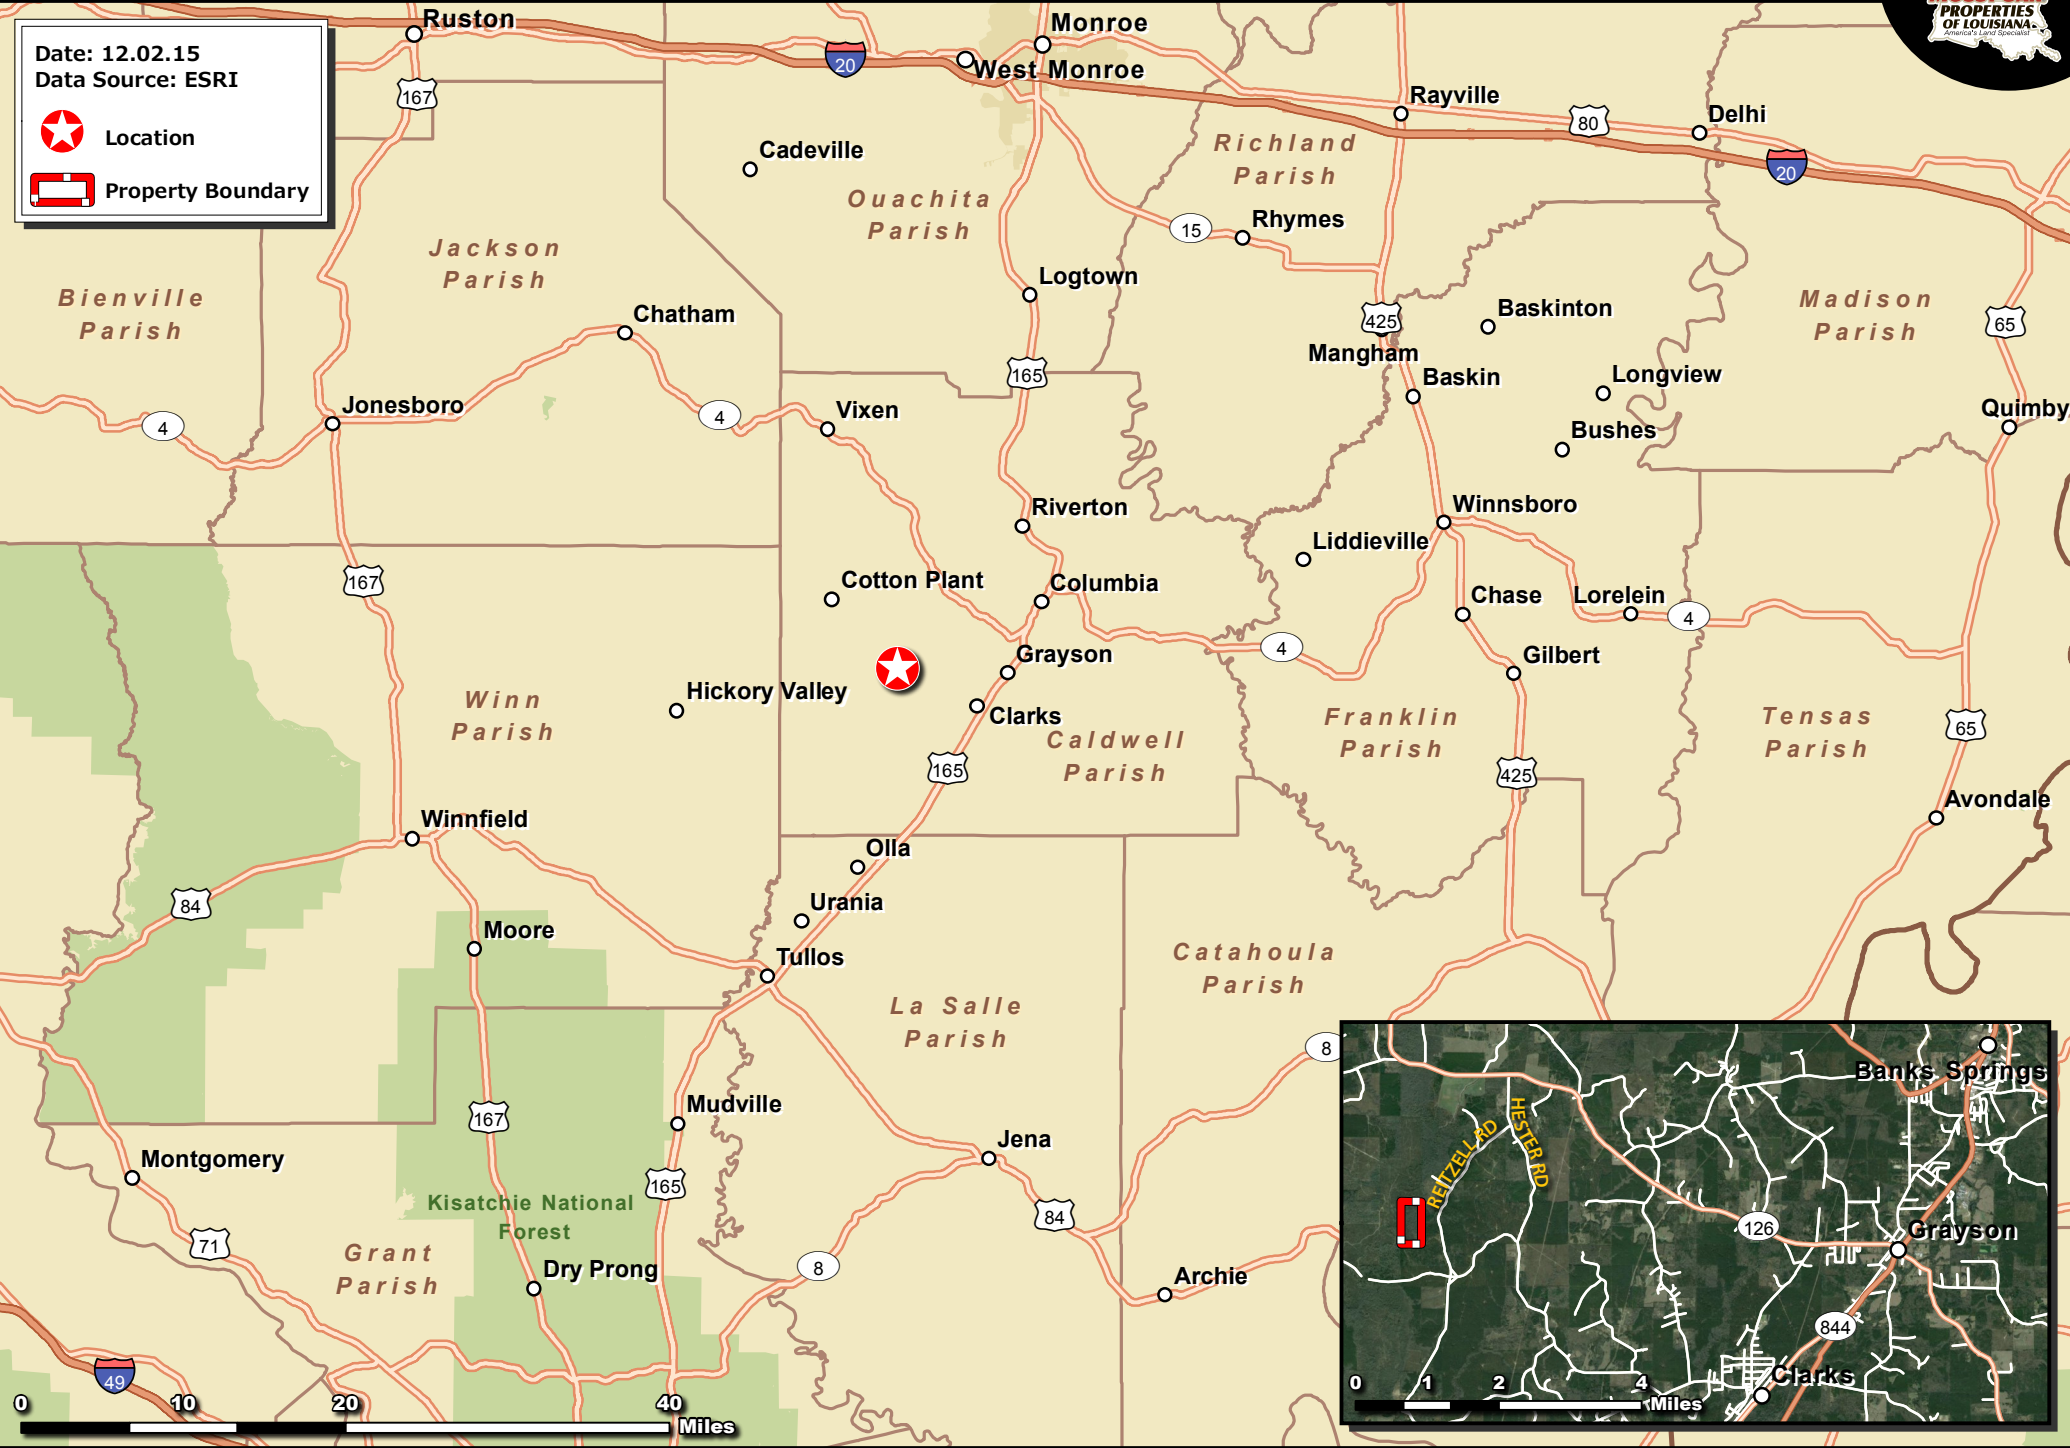 Date: 12.02.15
Data Source: ESRI
Location
Property Boundary
PROPERTIES
OF LOUISIANA
America's Land Specialist
Ruston
Monroe
West Monroe
20
167
Rayville
80
Delhi
20
Cadeville
Richland
Parish
Ouachita
Parish
Rhymes
15
Jackson
Parish
Logtown
Bienville
Parish
Chatham
Baskinton
Madison
Parish
425
65
Mangham
165
Baskin
Longview
Jonesboro
4
4
Vixen
Quimby
Bushes
Riverton
Winnsboro
Liddieville
167
Cotton Plant
Columbia
Chase
Lorelein
4
4
Grayson
Gilbert
Hickory Valley
Winn
Parish
Clarks
Caldwell
Parish
Franklin
Parish
Tensas
Parish
65
165
425
Avondale
Winnfield
Olla
84
Urania
Moore
Tullos
Catahoula
Parish
La Salle
Parish
8
Mudville
167
Jena
Montgomery
165
Kisatchie National
Forest
84
71
Grant
Parish
8
Dry Prong
Archie
49
0
10
20
40
Miles
Banks Springs
HESTER RD
REITZELL RD
126
Grayson
844
Clarks
0
1
2
4
Miles